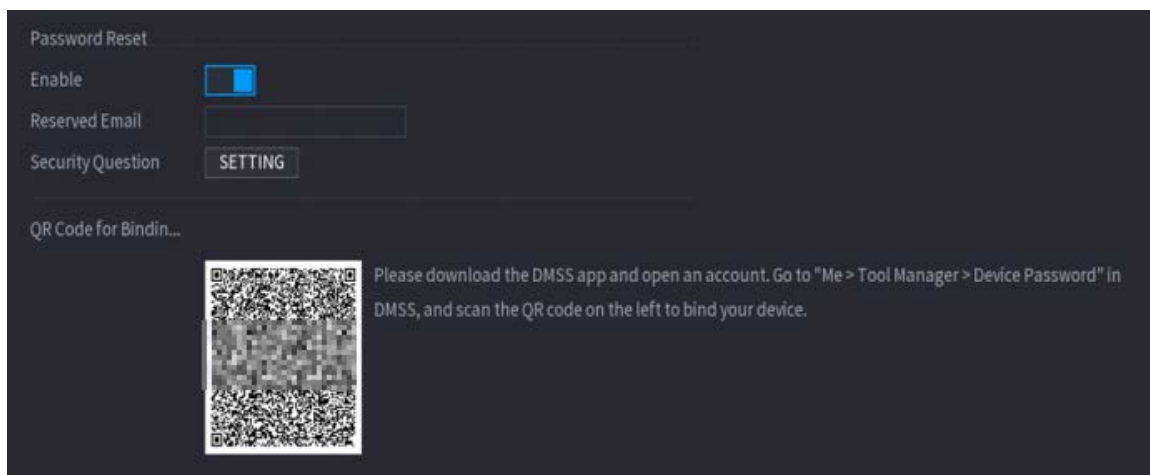 Password Reset
Enable
Reserved Email
Security Question SETTING
QR Code for Bindin...
Please download the DMSS app and open an account. Go to "Me > Tool Manager > Device Password" in
DMSS, and scan the QR code on the left to bind your device.